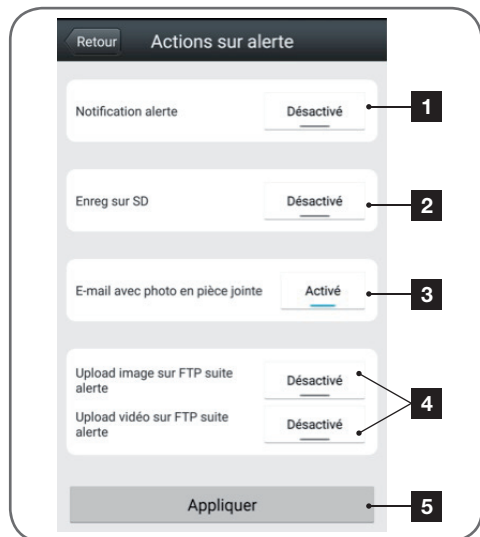 Retour Actions sur alerte
Notification alerte Désactivé 1
Enreg sur SD Désactivé 2
E-mail avec photo en pièce jointe Activé 3
Upload image sur FTP suite
alerte Désactivé
4
Upload vidéo sur FTP suite
alerte Désactivé
Appliquer 5